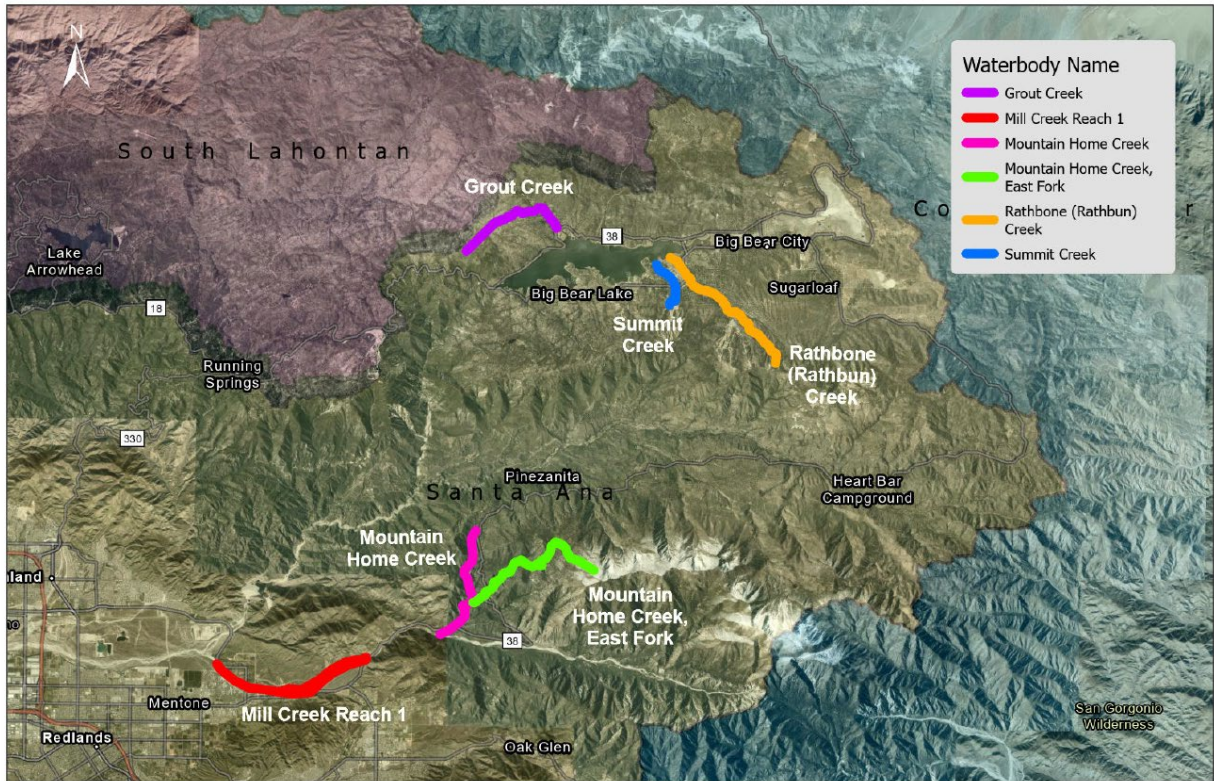 N
South Lahontan
Grout Creek
Lake
Arrowhead
18
38
Big Bear City
Big Bear Lake
Sugarloaf
Summit
Creek
Rathbone
(Rathbun)
Creek
Running
Springs
330
Pinezanita
Santa Ana
Heart Bar
Campground
Mountain
Home Creek
Mountain
Home Creek,
East Fork
38
Mentone
Mill Creek Reach 1
Redlands
Oak Glen
San Gorgonio
Wilderness
Waterbody Name
Grout Creek
Mill Creek Reach 1
Mountain Home Creek
Mountain Home Creek,
East Fork
Rathbone (Rathbun)
Creek
Summit Creek